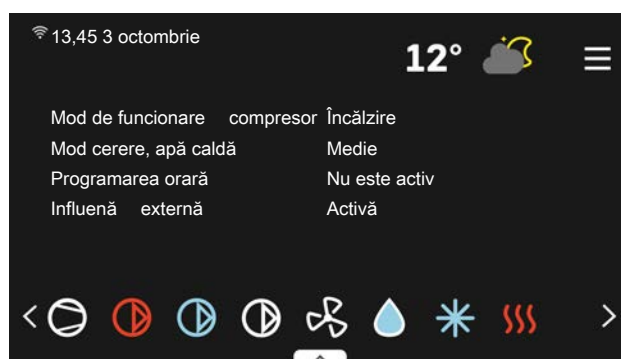 13,45 3 octombrie
12°
Mod de funcionare compresor Încălzire
Mod cerere, apă caldă Medie
Programarea orară Nu este activ
Influenă externă Activă